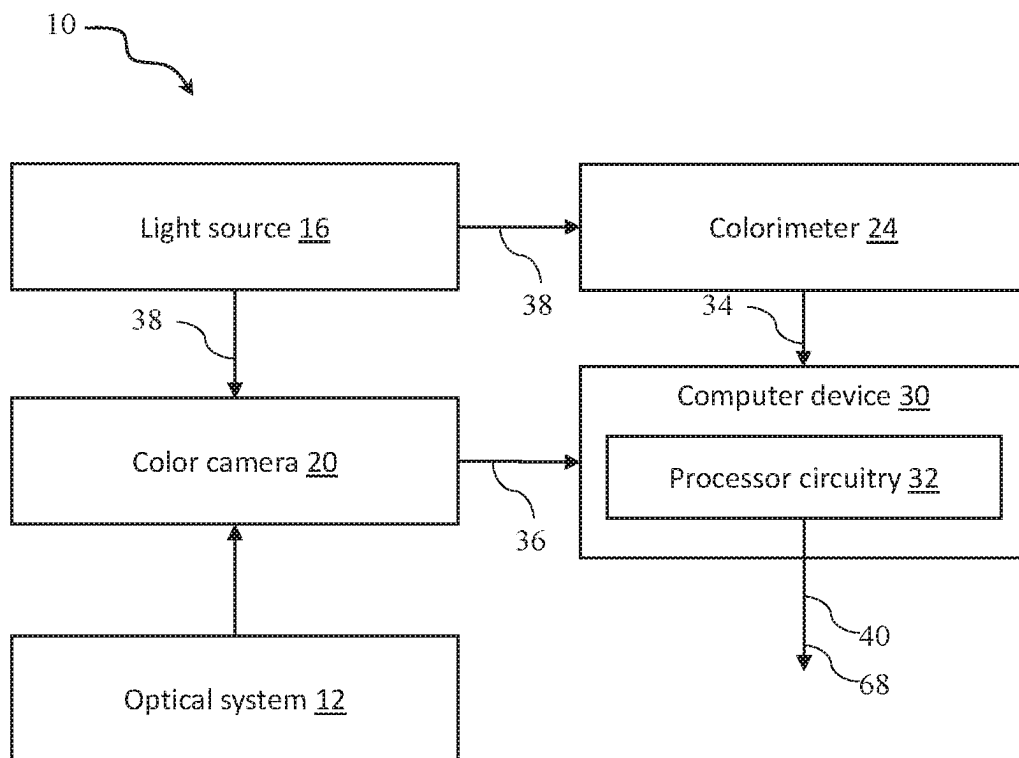 10
Light source 16
Colorimeter 24
38
38
34
Computer device 30
Color camera 20
Processor circuitry 32
36
40
Optical system 12
68